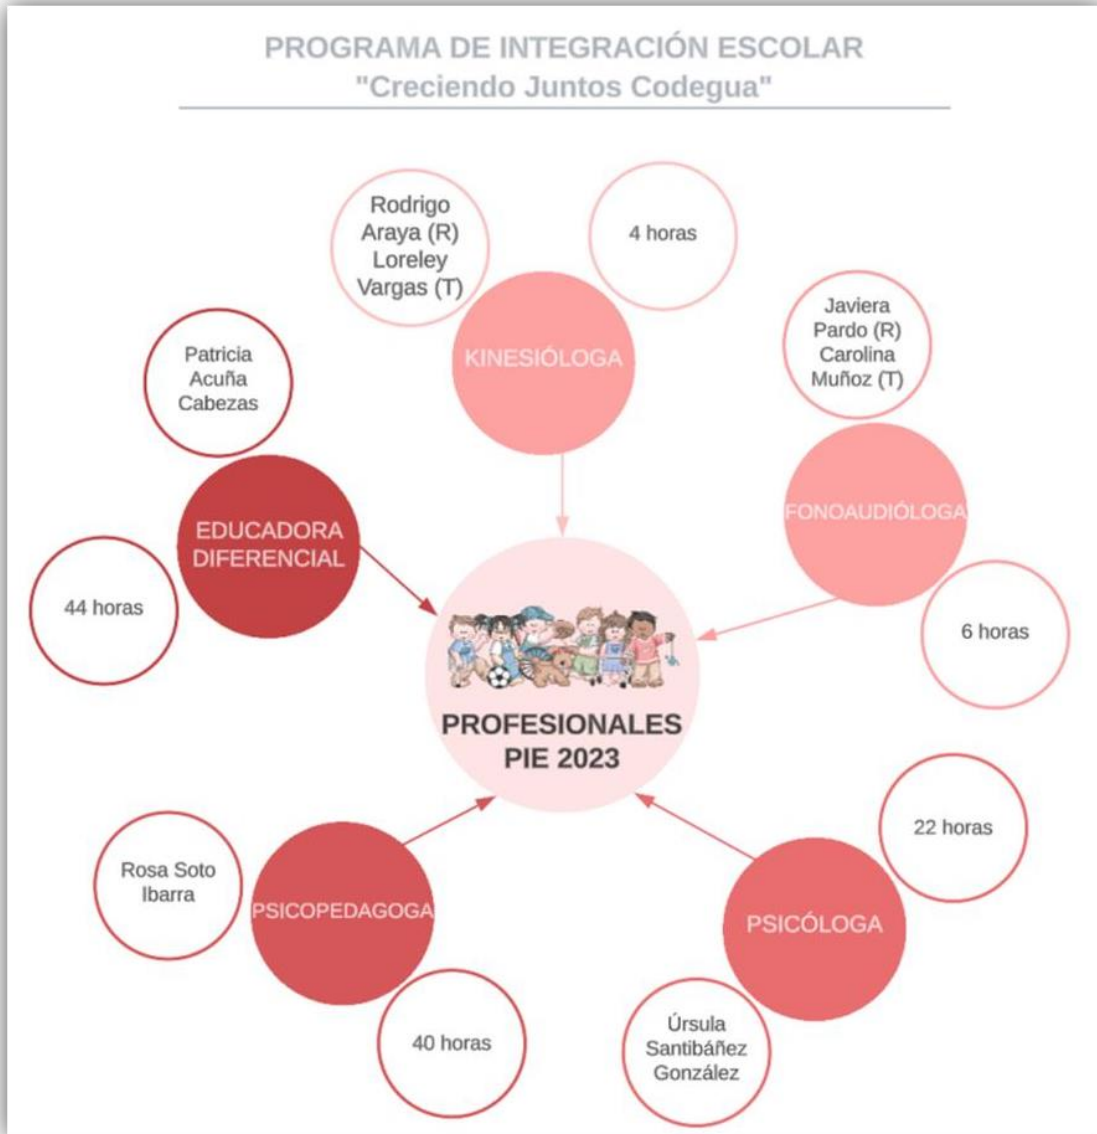 PROGRAMA DE INTEGRACIÓN ESCOLAR
"Creciendo Juntos Codegua"
Rodrigo
Araya (R)
Loreley
Vargas (T)
4 horas
KINESIÓLOGA
Javiera
Pardo (R)
Carolina
Muñoz (T)
FONOAUDIÓLOGA
6 horas
Patricia
Acuña
Cabezas
EDUCADORA
DIFERENCIAL
44 horas
PROFESIONALES
PIE 2023
Rosa Soto
Ibarra
PSICOPEDAGOGA
40 horas
22 horas
PSICÓLOGA
Úrsula
Santibáñez
González